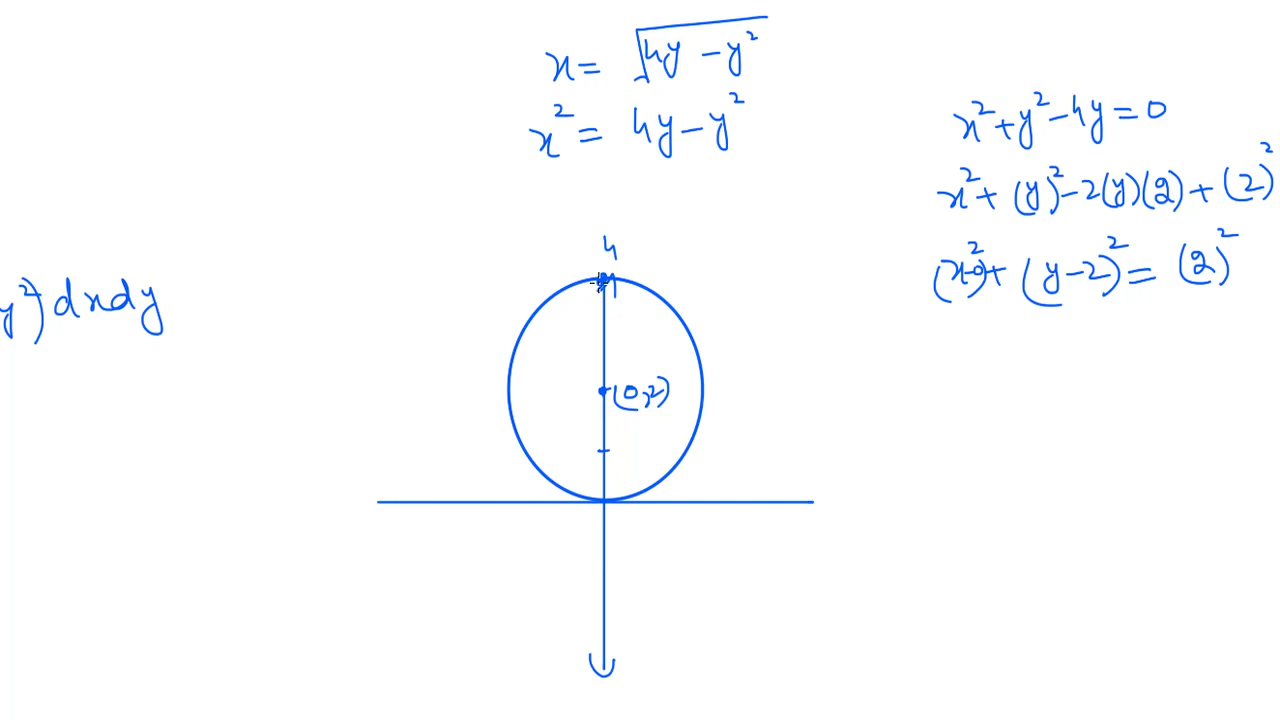 x = √(4y - y²)
x² = 4y - y²
x² + y² - 4y = 0
x² + (y)² - 2(y)(2) + (2)²
(x-0)² + (y-2)² = (2)²
y²) dxdy
4
(0,2)